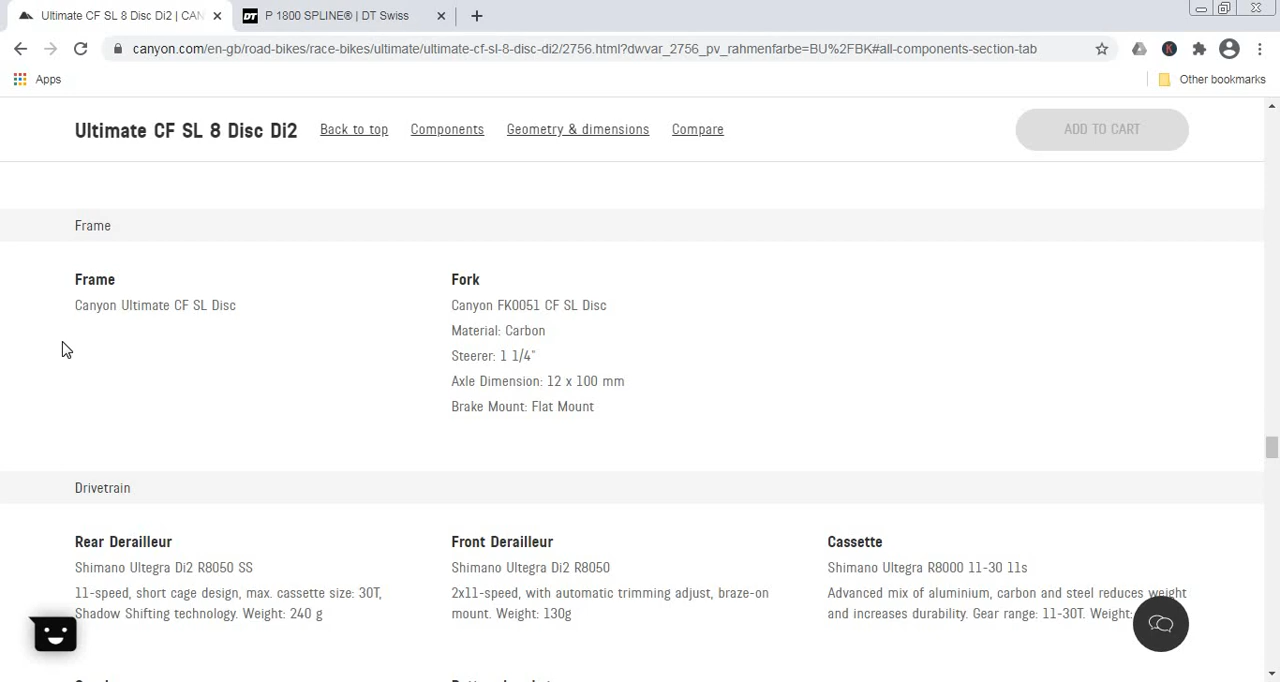 Ultimate CF SL 8 Disc Di2 | CAN
DT P 1800 SPLINE® | DT Swiss
canyon.com/en-gb/road-bikes/race-bikes/ultimate/ultimate-cf-sl-8-disc-di2/2756.html?dwvar_2756_pv_rahmenfarbe=BU%2FBK#all-components-section-tab
K
Apps
Other bookmarks
Ultimate CF SL 8 Disc Di2
Back to top
Components
Geometry & dimensions
Compare
ADD TO CART
Frame
Frame
Canyon Ultimate CF SL Disc
Fork
Canyon FK0051 CF SL Disc
Material: Carbon
Steerer: 1 1/4"
Axle Dimension: 12 x 100 mm
Brake Mount: Flat Mount
Drivetrain
Rear Derailleur
Shimano Ultegra Di2 R8050 SS
11-speed, short cage design, max. cassette size: 30T,
Shadow Shifting technology. Weight: 240 g
Front Derailleur
Shimano Ultegra Di2 R8050
2x11-speed, with automatic trimming adjust, braze-on
mount. Weight: 130g
Cassette
Shimano Ultegra R8000 11-30 11s
Advanced mix of aluminium, carbon and steel reduces weight
and increases durability. Gear range: 11-30T. Weight: